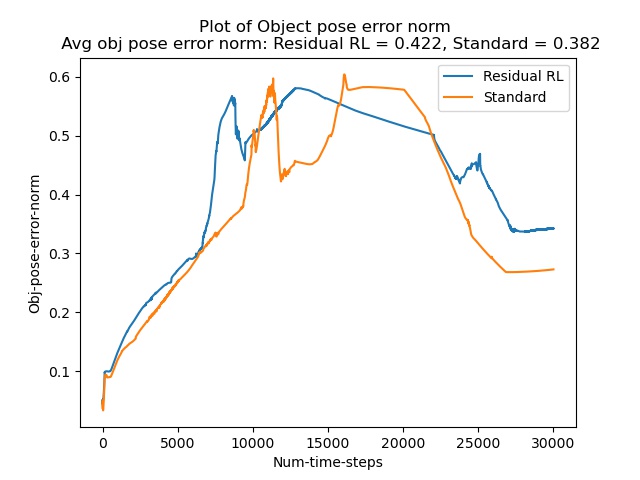 Plot of Object pose error norm
Avg obj pose error norm: Residual RL = 0.422, Standard = 0.382
Residual RL
Standard
0.6
0.5
0.4
0.3
0.2
0.1
Obj-pose-error-norm
0 5000 10000 15000 20000 25000 30000
Num-time-steps